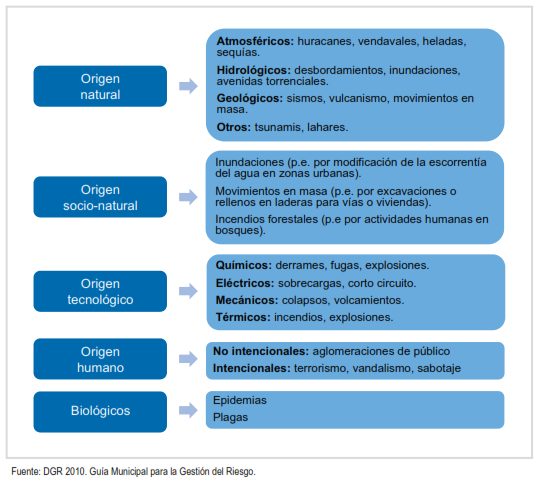 Origen
natural
Atmosféricos: huracanes, vendavales, heladas,
sequías.
Hidrológicos: desbordamientos, inundaciones,
avenidas torrenciales.
Geológicos: sismos, vulcanismo, movimientos en
masa.
Otros: tsunamis, lahares.
Origen
socio-natural
Inundaciones (p.e. por modificación de la escorrentía
del agua en zonas urbanas).
Movimientos en masa (p.e. por excavaciones o
rellenos en laderas para vías o viviendas).
Incendios forestales (p.e por actividades humanas en
bosques).
Origen
tecnológico
Químicos: derrames, fugas, explosiones.
Eléctricos: sobrecargas, corto circuito.
Mecánicos: colapsos, volcamientos.
Térmicos: incendios, explosiones.
Origen
humano
No intencionales: aglomeraciones de público
Intencionales: terrorismo, vandalismo, sabotaje
Biológicos
Epidemias
Plagas
Fuente: DGR 2010. Guía Municipal para la Gestión del Riesgo.